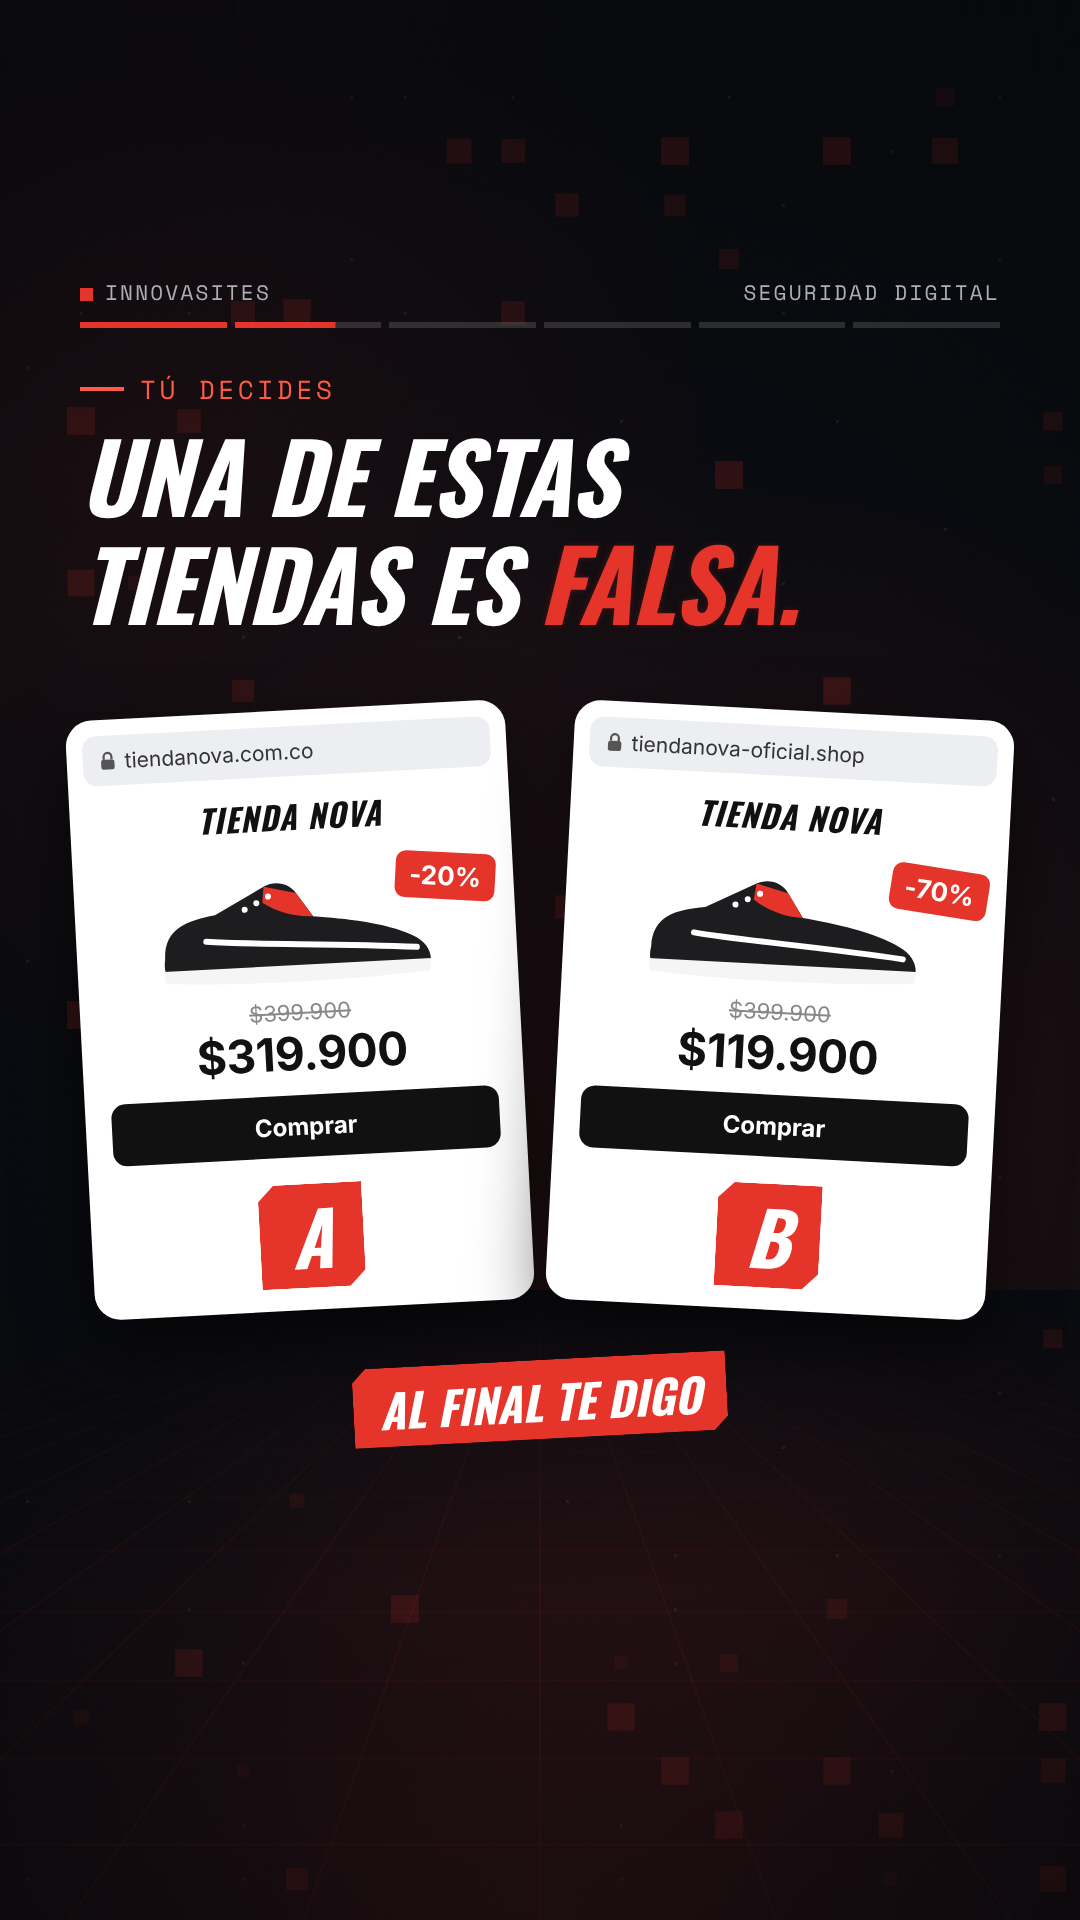 INNOVASITES
SEGURIDAD DIGITAL
TÚ DECIDES
UNA DE ESTAS
TIENDAS ES FALSA.
tiendanova.com.co
TIENDA NOVA
-20%
$399.900
$319.900
Comprar
A
tiendanova-oficial.shop
TIENDA NOVA
-70%
$399.900
$119.900
Comprar
B
AL FINAL TE DIGO